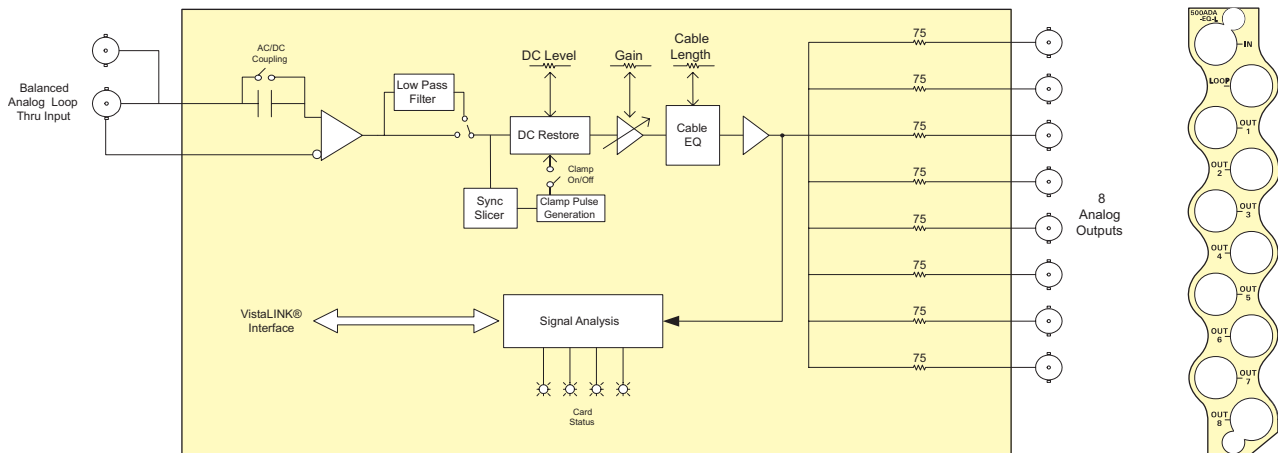 Balanced
Analog Loop
Thru Input
AC/DC
Coupling
Low Pass
Filter
DC Level
Gain
Cable
Length
DC Restore
Cable
EQ
Clamp
On/Off
Sync
Slicer
Clamp Pulse
Generation
VistaLINK®
Interface
Signal Analysis
Card
Status
75
75
75
75
75
75
75
75
8
Analog
Outputs
500ADA
-EQ-L
IN
LOOP
OUT
1
OUT
2
OUT
3
OUT
4
OUT
5
OUT
6
OUT
7
OUT
8